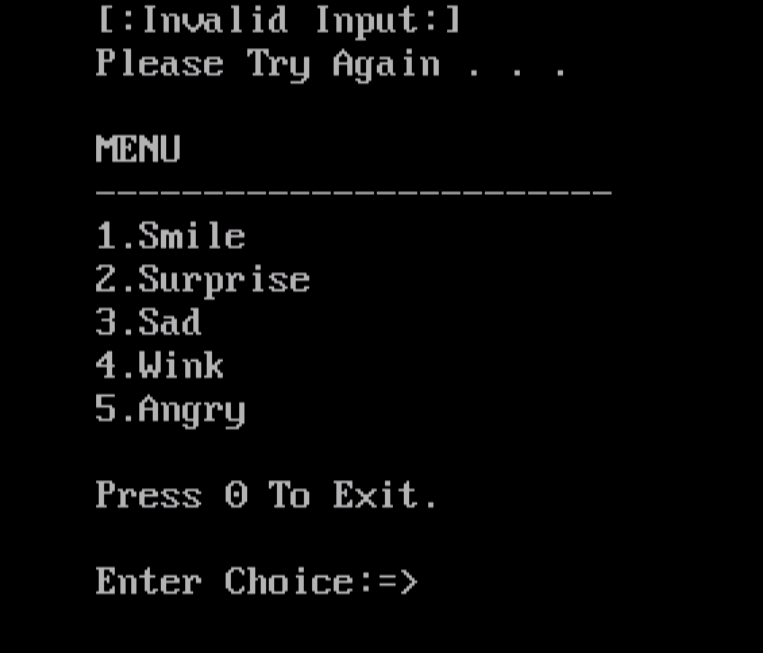 [:Invalid Input:]
Please Try Again . . .
MENU
------------------------
1.Smile
2.Surprise
3.Sad
4.Wink
5.Angry
Press 0 To Exit.
Enter Choice:=>